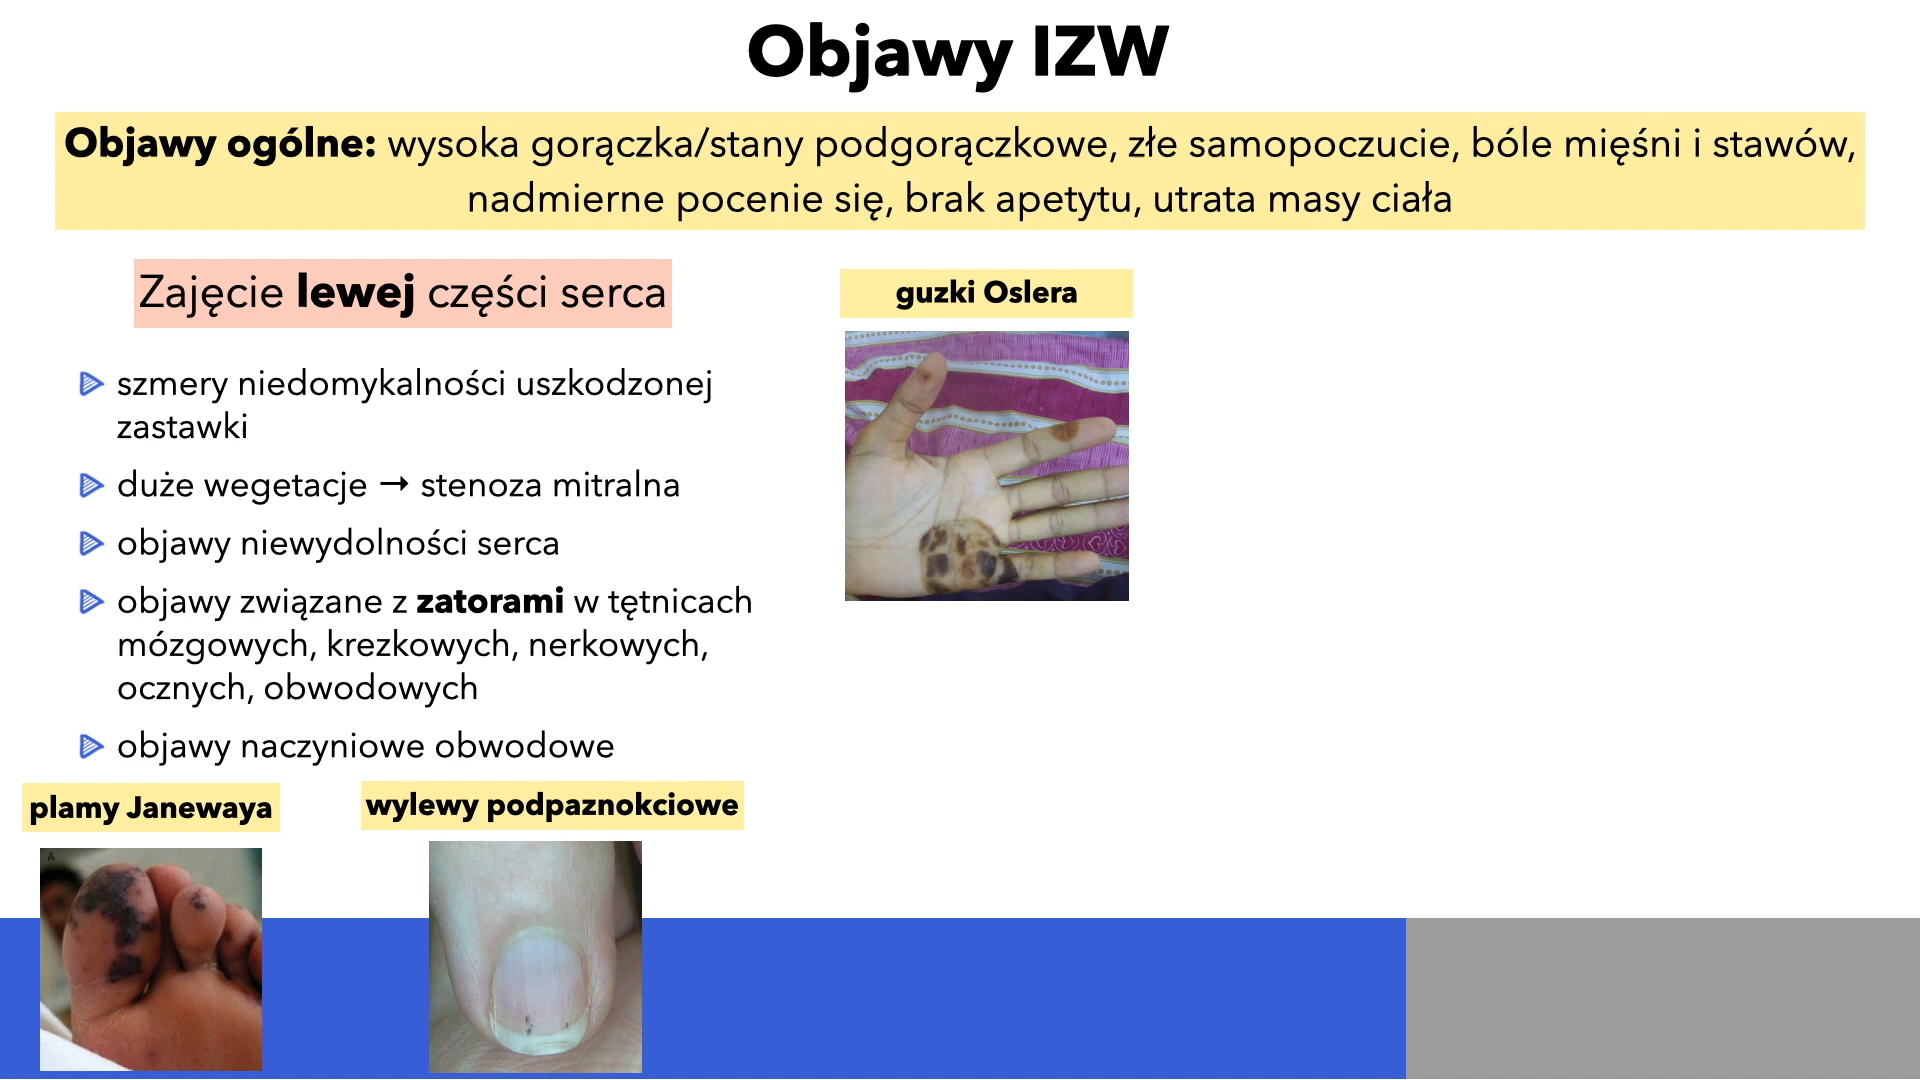 Objawy IZW
Objawy ogólne: wysoka gorączka/stany podgorączkowe, złe samopoczucie, bóle mięśni i stawów,
nadmierne pocenie się, brak apetytu, utrata masy ciała
Zajęcie lewej części serca
szmery niedomykalności uszkodzonej
zastawki
duże wegetacje → stenoza mitralna
objawy niewydolności serca
objawy związane z zatorami w tętnicach
mózgowych, krezkowych, nerkowych,
ocznych, obwodowych
objawy naczyniowe obwodowe
plamy Janewaya
A
wylewy podpaznokciowe
guzki Oslera